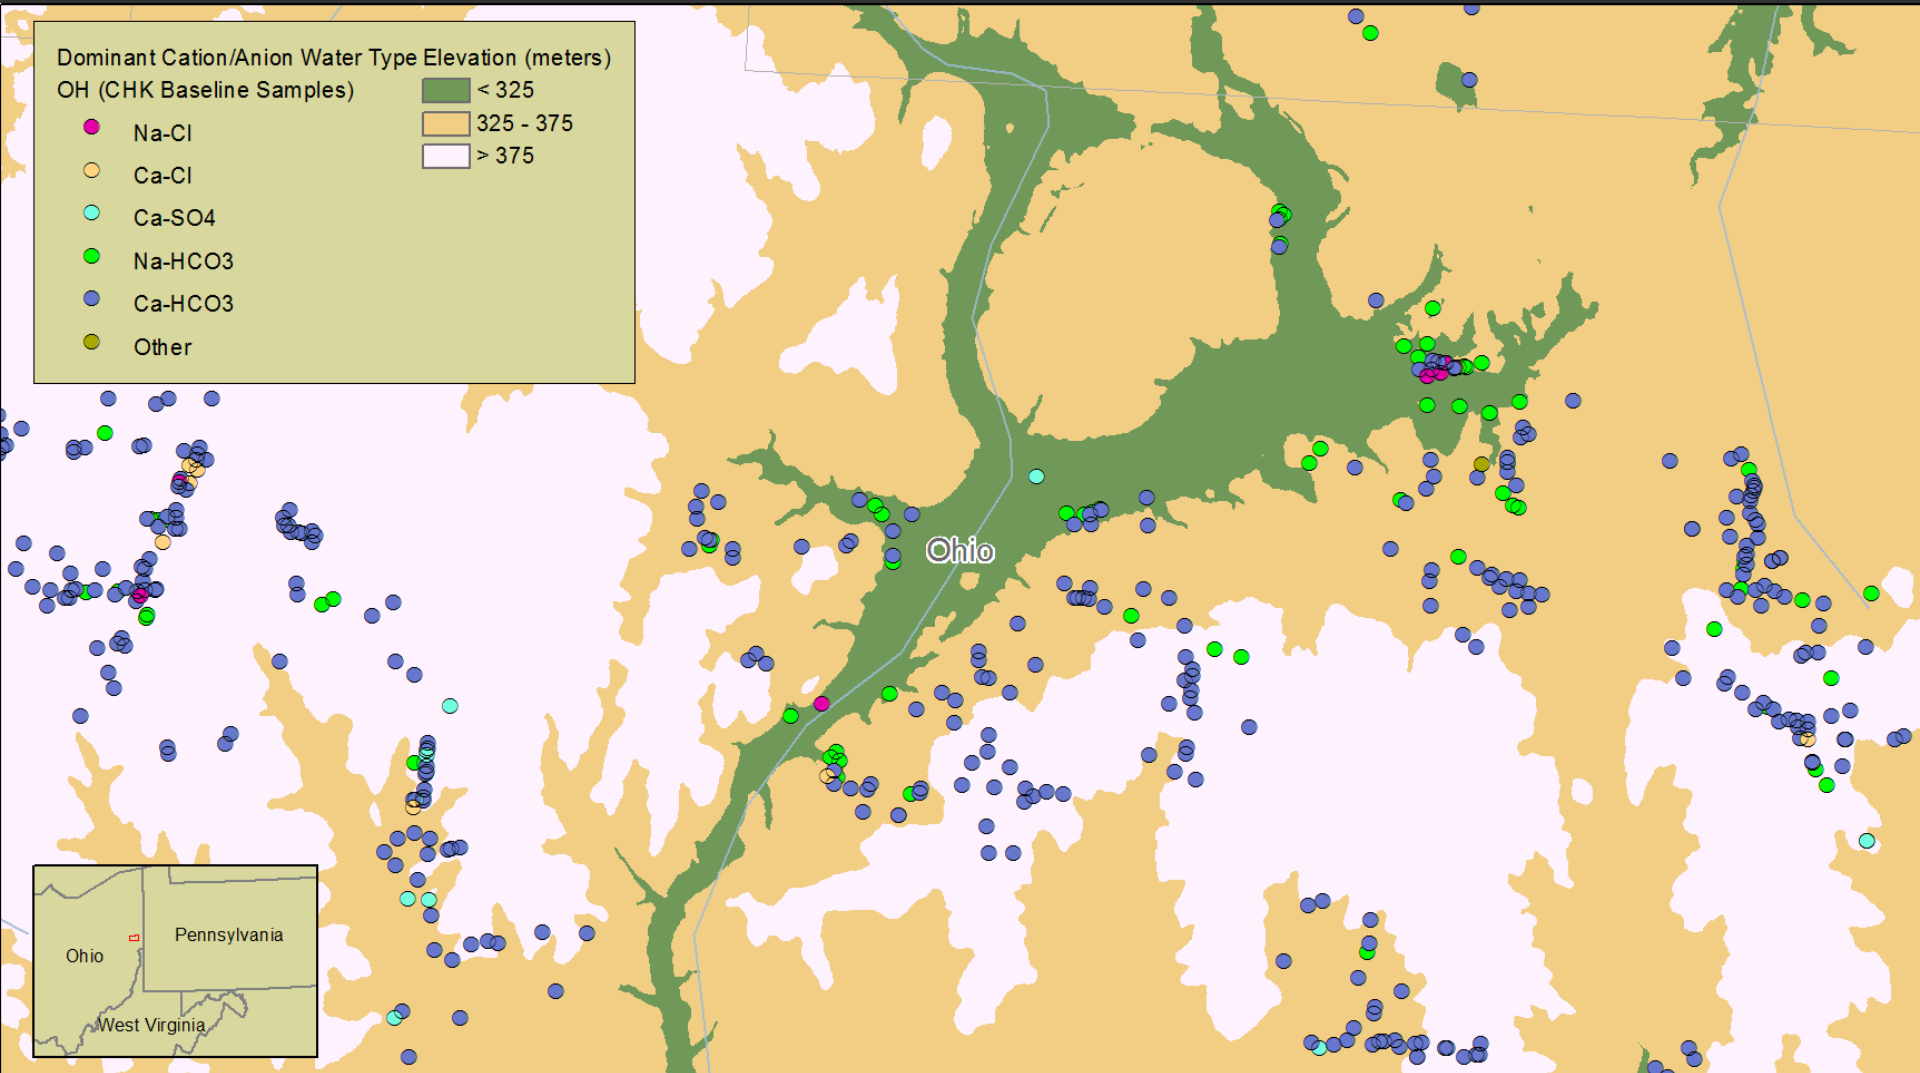 Dominant Cation/Anion Water Type Elevation (meters)
OH (CHK Baseline Samples)
< 325
325 - 375
> 375
Na-Cl
Ca-Cl
Ca-SO4
Na-HCO3
Ca-HCO3
Other
Ohio
Pennsylvania
Ohio
West Virginia